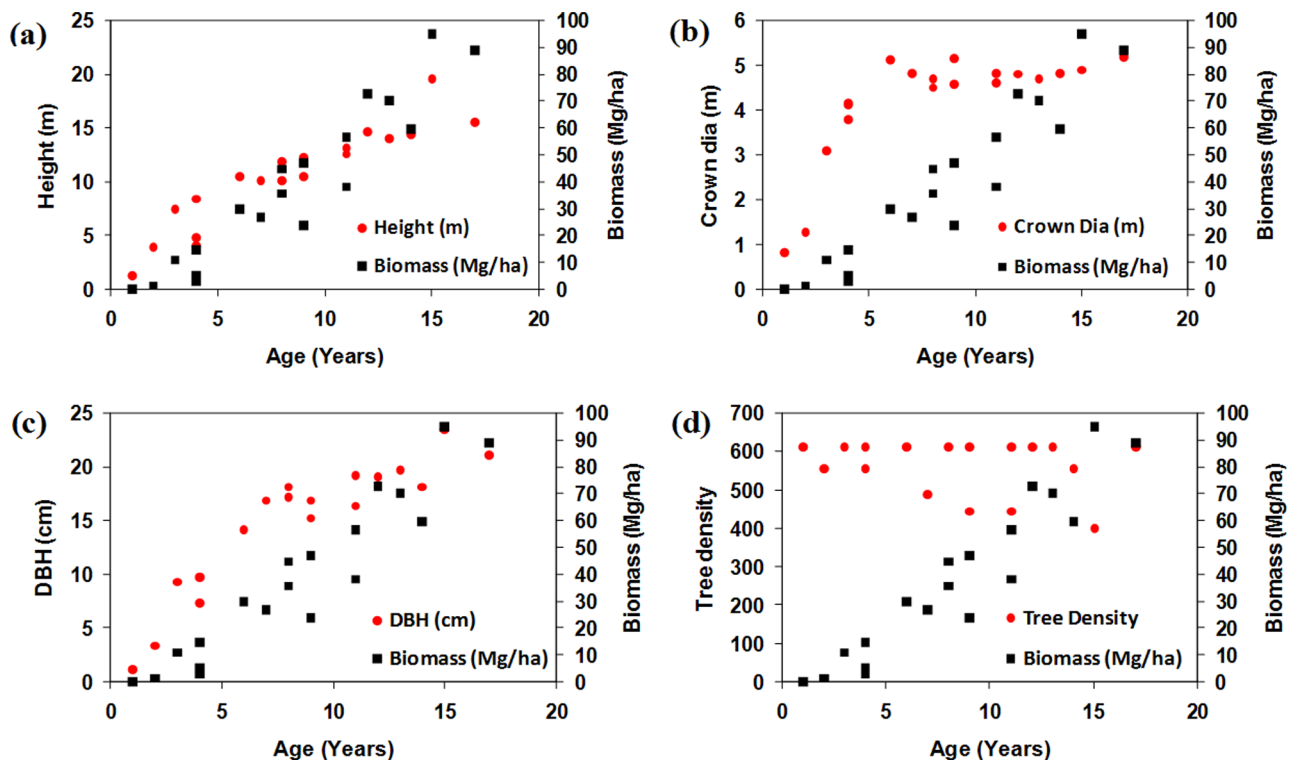 (a)
25
20
15
10
5
0
Height (m)
100
90
80
70
60
50
40
30
20
10
0
Biomass (Mg/ha)
Height (m)
Biomass (Mg/ha)
0 5 10 15 20
Age (Years)
(b)
6
5
4
3
2
1
0
Crown dia (m)
100
90
80
70
60
50
40
30
20
10
0
Biomass (Mg/ha)
Crown Dia (m)
Biomass (Mg/ha)
0 5 10 15 20
Age (Years)
(c)
25
20
15
10
5
0
DBH (cm)
100
90
80
70
60
50
40
30
20
10
0
Biomass (Mg/ha)
DBH (cm)
Biomass (Mg/ha)
0 5 10 15 20
Age (Years)
(d)
700
600
500
400
300
200
100
0
Tree density
100
90
80
70
60
50
40
30
20
10
0
Biomass (Mg/ha)
Tree Density
Biomass (Mg/ha)
0 5 10 15 20
Age (Years)